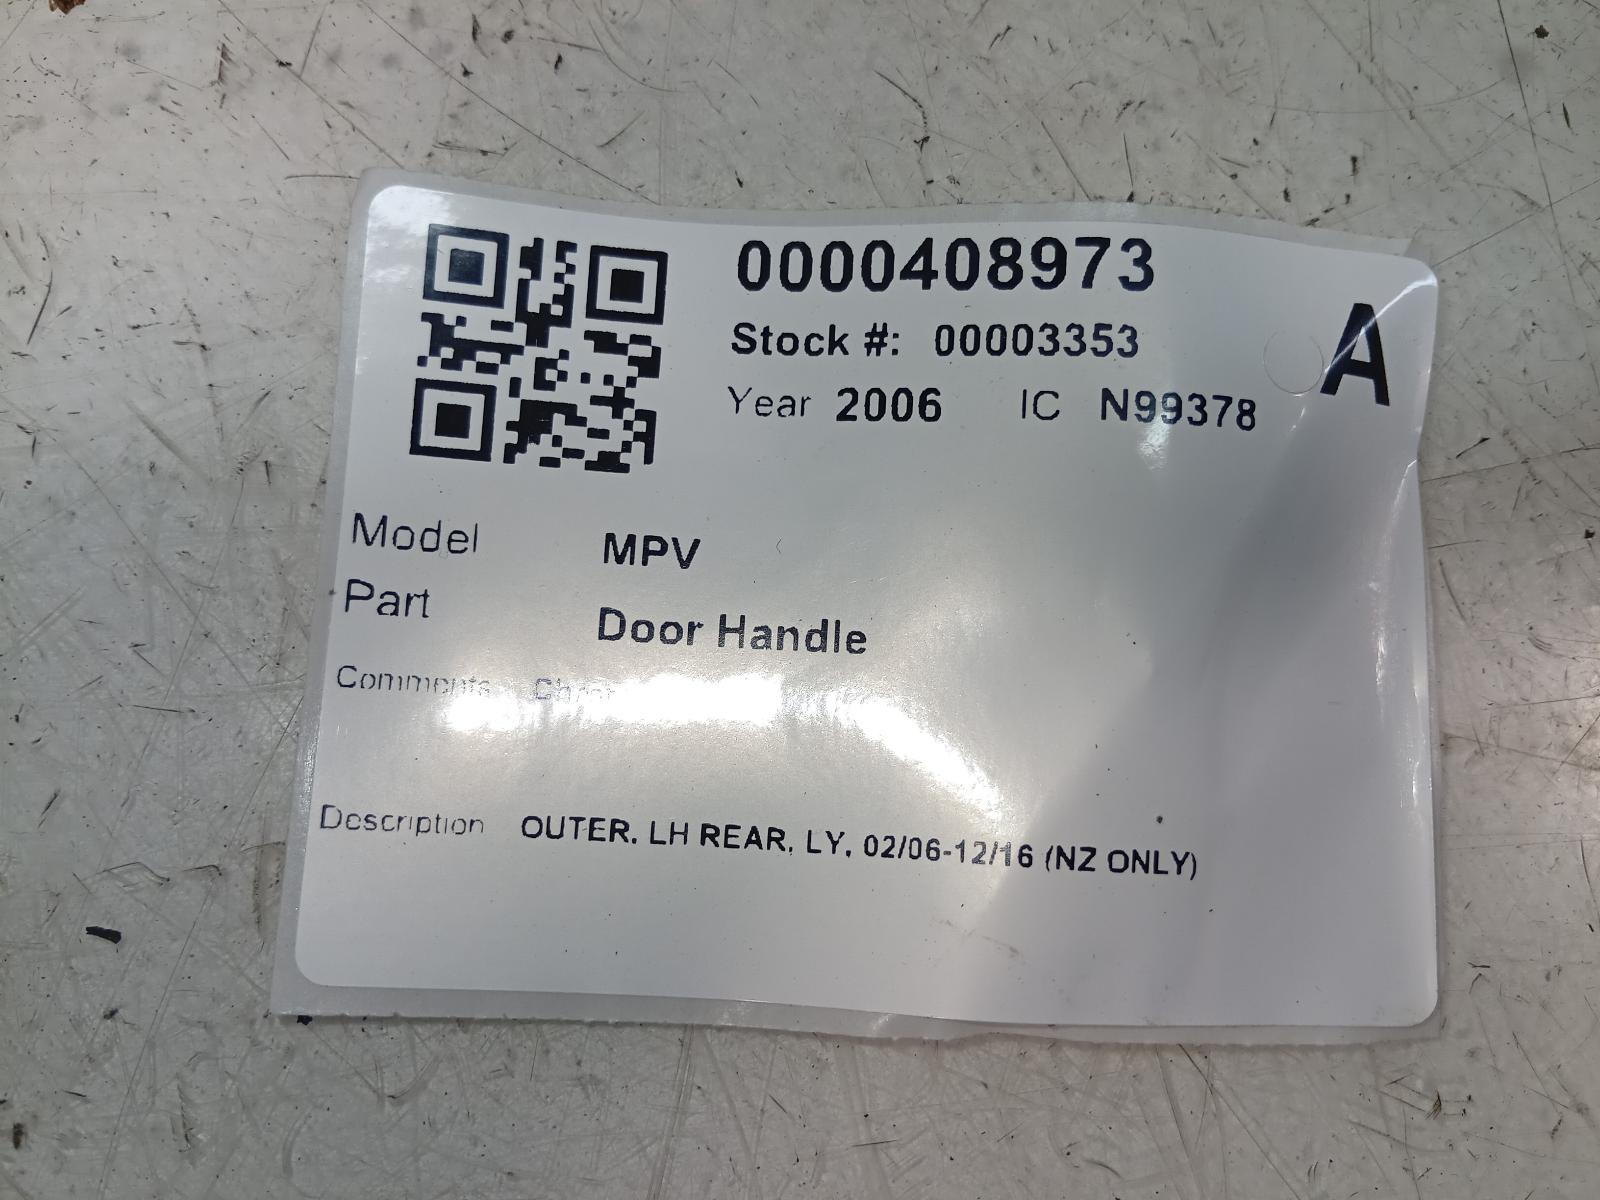 0000408973
Stock #: 00003353
A
Year 2006 IC N99378
Model MPV
Part Door Handle
Comments
Description OUTER, LH REAR, LY, 02/06-12/16 (NZ ONLY)